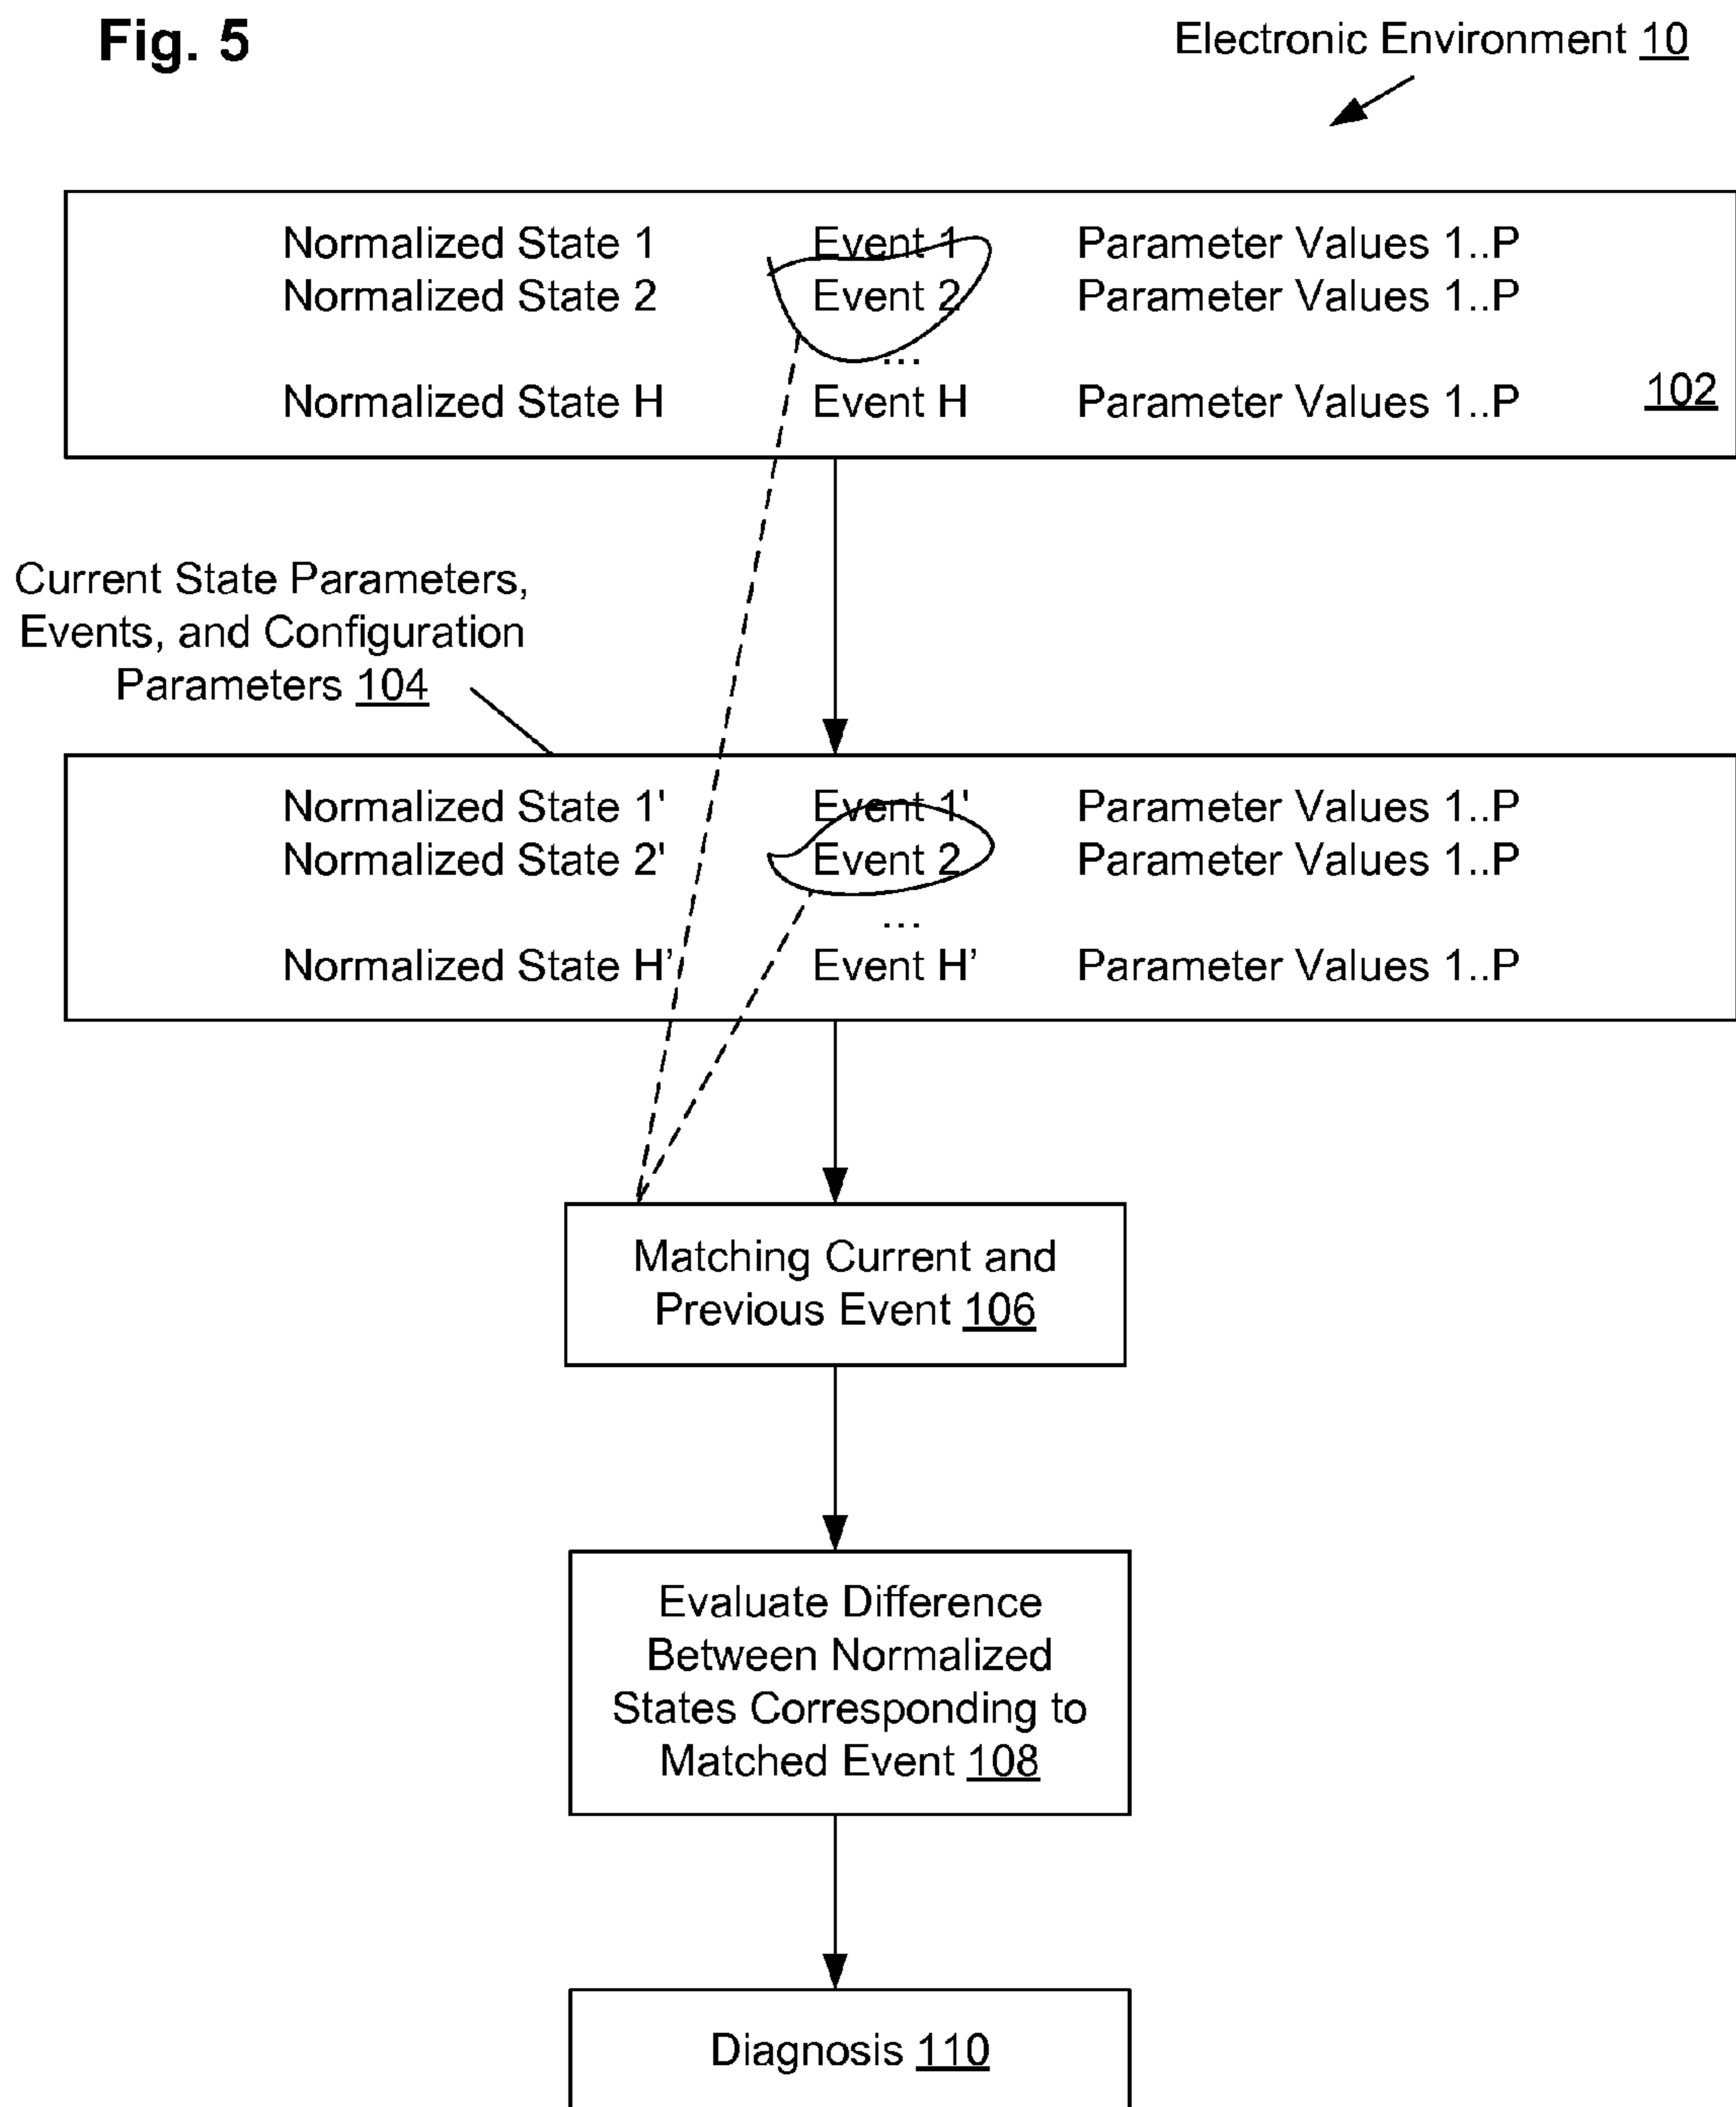 Fig. 5
Electronic Environment 10
Normalized State 1 Event 1 Parameter Values 1..P
Normalized State 2 Event 2 Parameter Values 1..P
...
Normalized State H Event H Parameter Values 1..P 102
Current State Parameters,
Events, and Configuration
Parameters 104
Normalized State 1' Event 1' Parameter Values 1..P
Normalized State 2' Event 2 Parameter Values 1..P
...
Normalized State H’ Event H’ Parameter Values 1..P
Matching Current and
Previous Event 106
Evaluate Difference
Between Normalized
States Corresponding to
Matched Event 108
Diagnosis 110